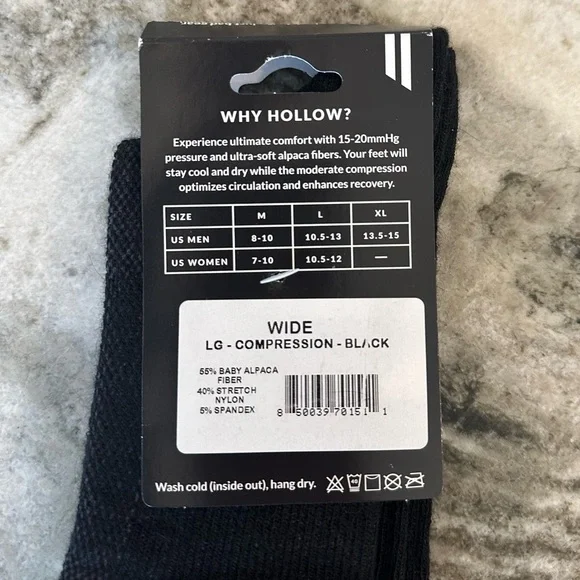 WHY HOLLOW?
Experience ultimate comfort with 15-20mmHg
pressure and ultra-soft alpaca fibers. Your feet will
stay cool and dry while the moderate compression
optimizes circulation and enhances recovery.
SIZE M L XL
US MEN 8-10 10.5-13 13.5-15
US WOMEN 7-10 10.5-12 —
WIDE
LG - COMPRESSION - BLACK
55% BABY ALPACA
FIBER
40% STRETCH
NYLON
5% SPANDEX
8 50039 70151 1
Wash cold (inside out), hang dry.
40